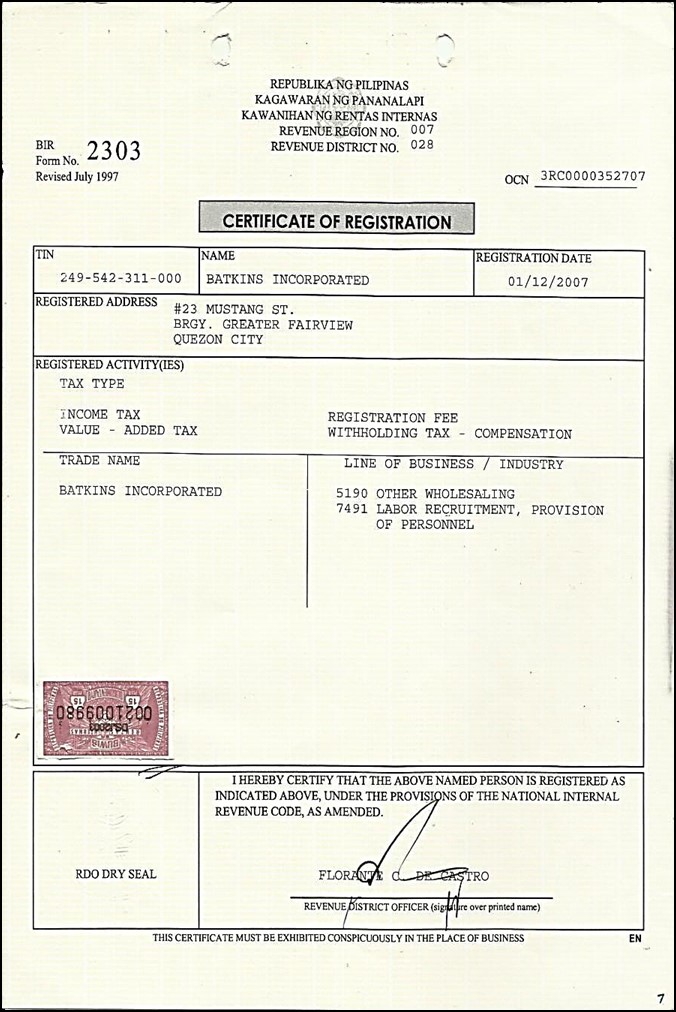 REPUBLIKA NG PILIPINAS
KAGAWARAN NG PANANALAPI
KAWANIHAN NG RENTAS INTERNAS
REVENUE REGION NO. 007
REVENUE DISTRICT NO. 028
BIR
Form No. 2303
Revised July 1997
OCN 3RC0000352707
CERTIFICATE OF REGISTRATION
TIN NAME REGISTRATION DATE
249-542-311-000 BATKINS INCORPORATED 01/12/2007
REGISTERED ADDRESS #23 MUSTANG ST.
BRGY. GREATER FAIRVIEW
QUEZON CITY
REGISTERED ACTIVITY(IES)
TAX TYPE
INCOME TAX REGISTRATION FEE
VALUE - ADDED TAX WITHHOLDING TAX - COMPENSATION
TRADE NAME LINE OF BUSINESS / INDUSTRY
BATKINS INCORPORATED 5190 OTHER WHOLESALING
7491 LABOR RECRUITMENT, PROVISION
OF PERSONNEL
15 15
I HEREBY CERTIFY THAT THE ABOVE NAMED PERSON IS REGISTERED AS
INDICATED ABOVE, UNDER THE PROVISIONS OF THE NATIONAL INTERNAL
REVENUE CODE, AS AMENDED.
RDO DRY SEAL
FLORANTE C. DE CASTRO
REVENUE DISTRICT OFFICER (signature over printed name)
THIS CERTIFICATE MUST BE EXHIBITED CONSPICUOUSLY IN THE PLACE OF BUSINESS EN
7